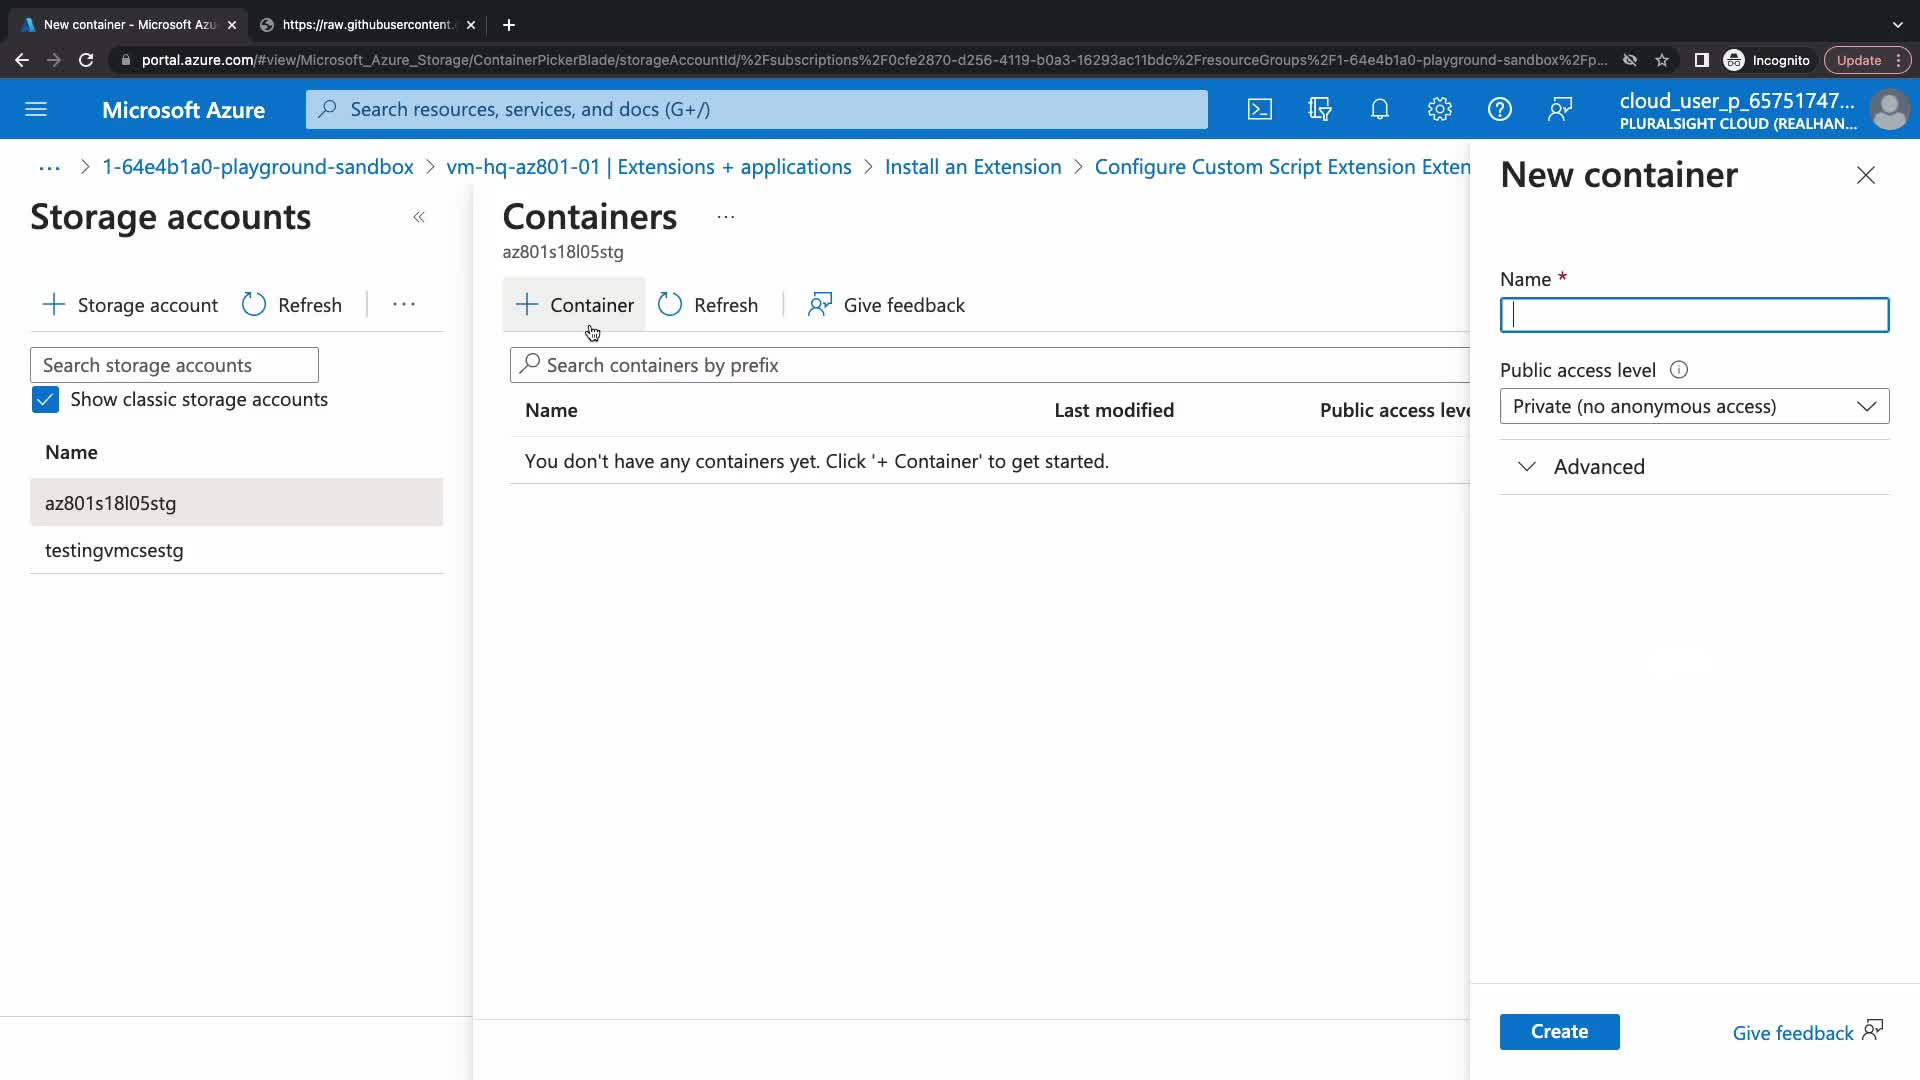 New container - Microsoft Azu
https://raw.githubusercontent.
portal.azure.com/#view/Microsoft_Azure_Storage/ContainerPickerBlade/storageAccountId/%2Fsubscriptions%2F0cfe2870-d256-4119-b0a3-16293ac11bdc%2FresourceGroups%2F1-64e4b1a0-playground-sandbox%2Fp...
Incognito
Update
Microsoft Azure
Search resources, services, and docs (G+/)
cloud_user_p_65751747...
PLURALSIGHT CLOUD (REALHAN...
... > 1-64e4b1a0-playground-sandbox > vm-hq-az801-01 | Extensions + applications > Install an Extension > Configure Custom Script Extension Exten
Storage accounts
«
+ Storage account
Refresh
...
Search storage accounts
Show classic storage accounts
Name
az801s18l05stg
testingvmcsestg
Containers
...
az801s18l05stg
+ Container
Refresh
Give feedback
Search containers by prefix
Name
Last modified
Public access leve
You don't have any containers yet. Click '+ Container' to get started.
New container
Name *
Public access level
Private (no anonymous access)
Advanced
Create
Give feedback